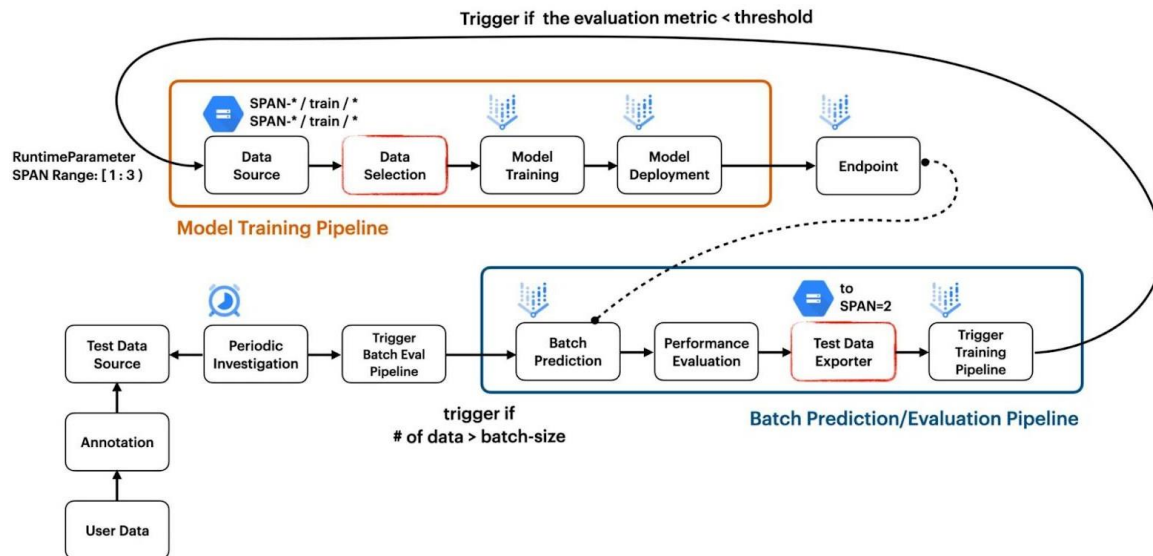 Trigger if the evaluation metric < threshold
SPAN-* / train / *
SPAN-* / train / *
RuntimeParameter
SPAN Range: [ 1 : 3 )
Data
Source
Data
Selection
Model
Training
Model
Deployment
Endpoint
Model Training Pipeline
to
SPAN=2
Test Data
Source
Periodic
Investigation
Trigger
Batch Eval
Pipeline
Batch
Prediction
Performance
Evaluation
Test Data
Exporter
Trigger
Training
Pipeline
trigger if
# of data > batch-size
Batch Prediction/Evaluation Pipeline
Annotation
User Data